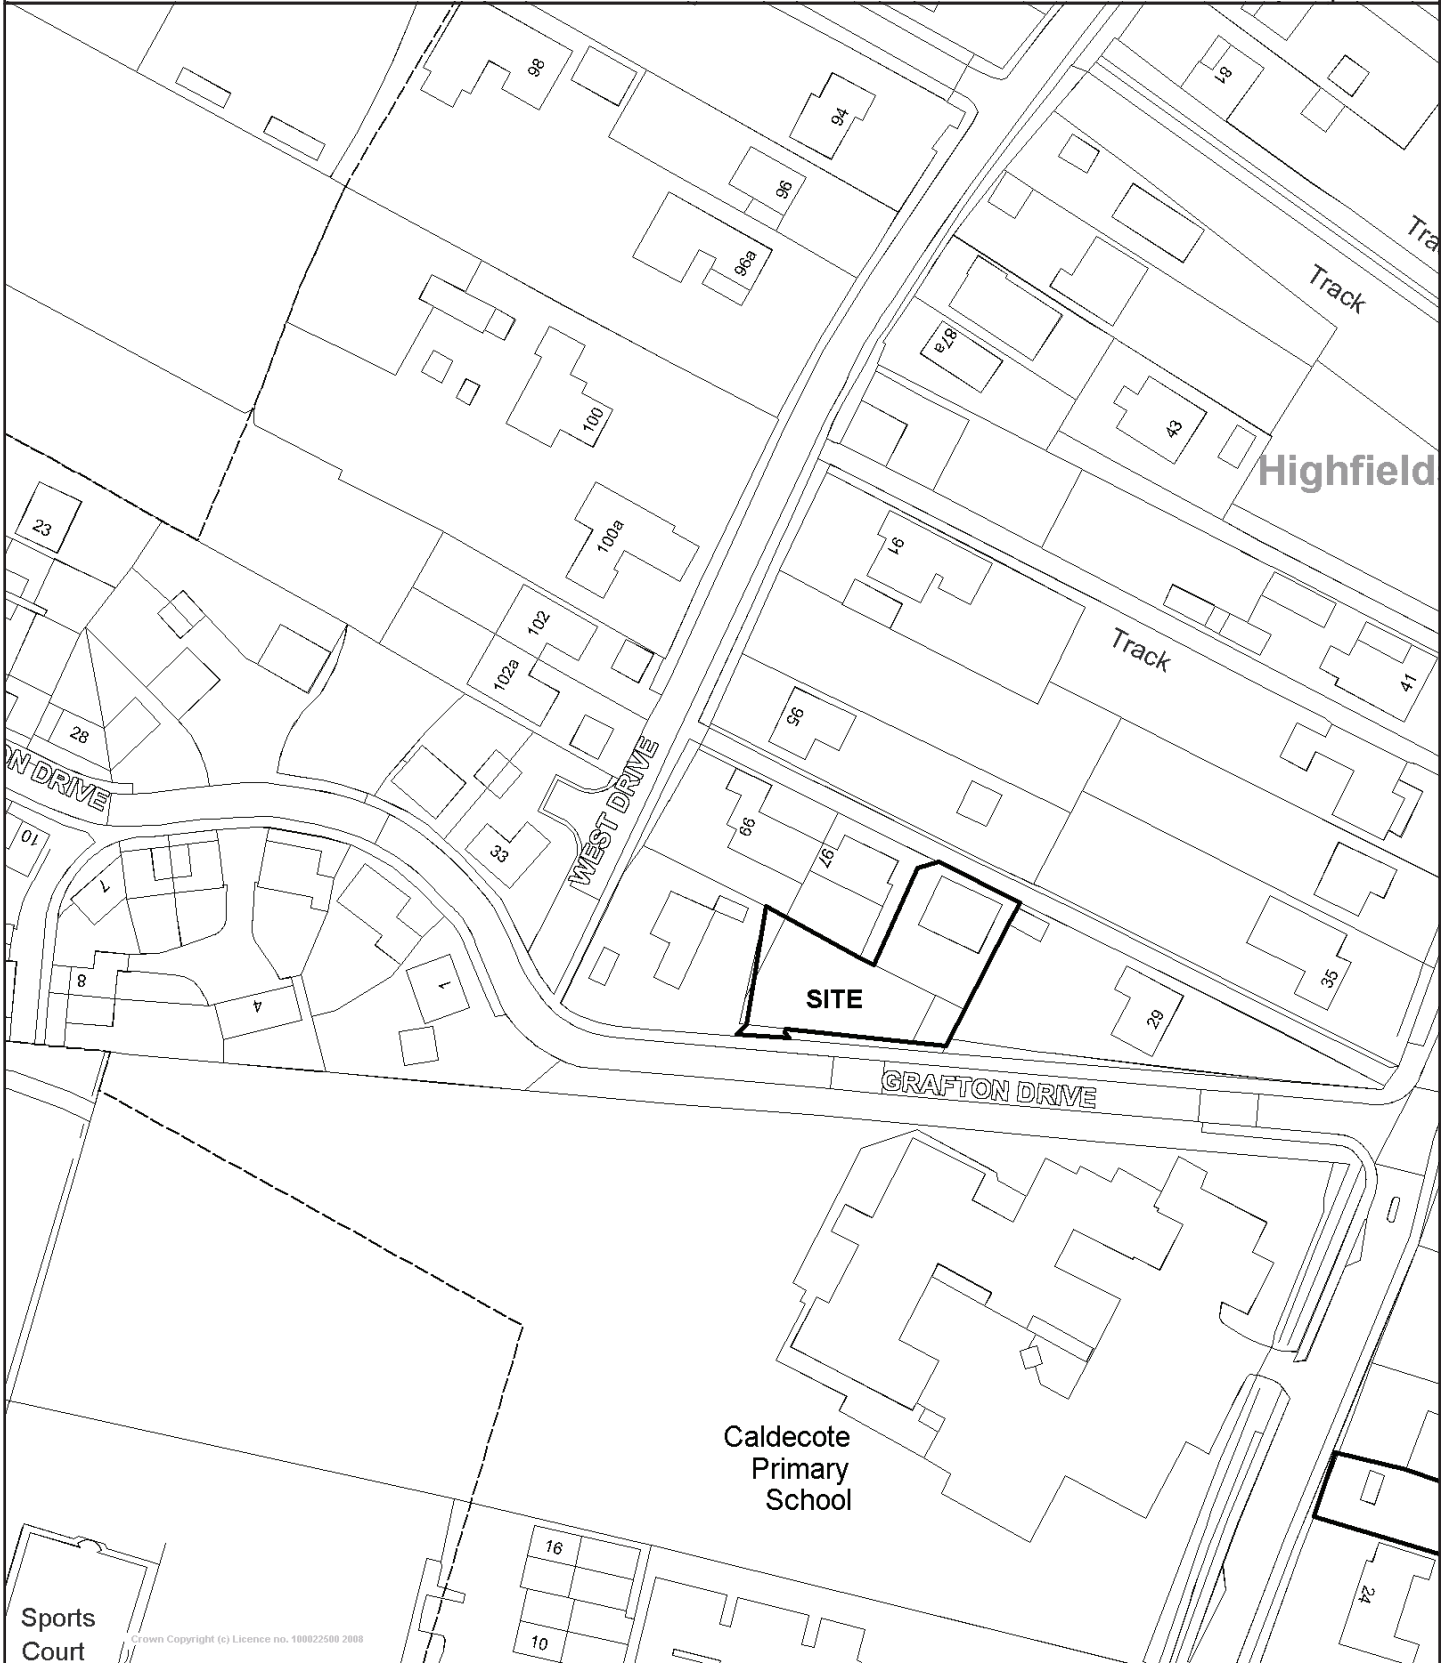 98
94
81
96
96a
Tra
Track
87a
100
43
Highfield
23
100a
91
102
Track
102a
41
95
28
ON DRIVE
WEST DRIVE
99
10
33
97
7
35
8
1
SITE
4
29
GRAFTON DRIVE
Caldecote
Primary
School
16
24
Sports
Court
10
Crown Copyright (c) Licence no. 100022500 2008